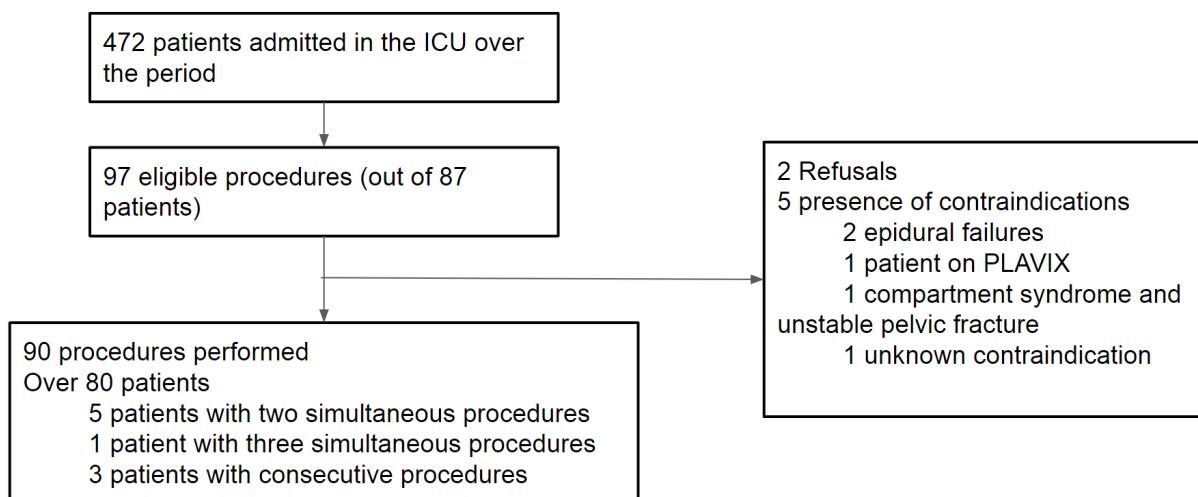 472 patients admitted in the ICU over
the period
97 eligible procedures (out of 87
patients)
2 Refusals
5 presence of contraindications
2 epidural failures
1 patient on PLAVIX
1 compartment syndrome and
unstable pelvic fracture
1 unknown contraindication
90 procedures performed
Over 80 patients
5 patients with two simultaneous procedures
1 patient with three simultaneous procedures
3 patients with consecutive procedures